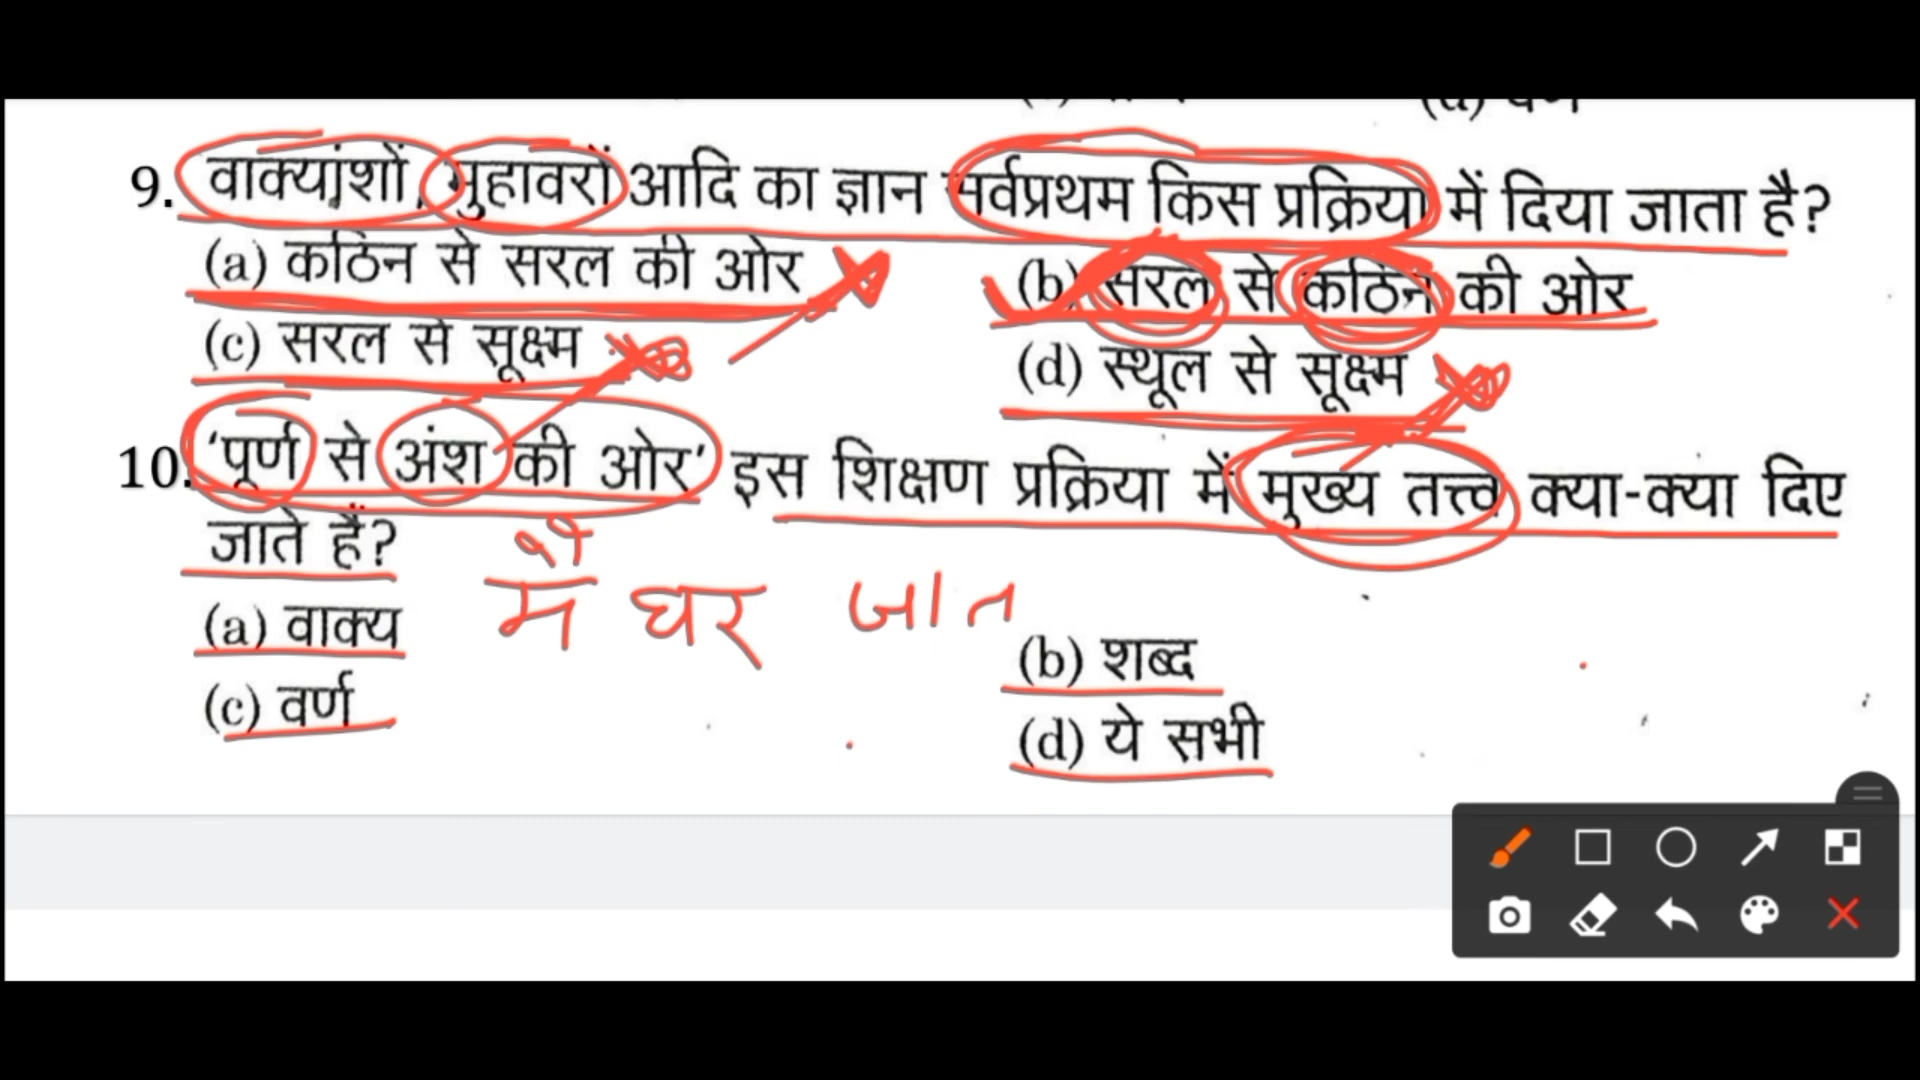 9. वाक्यांशों, मुहावरों आदि का ज्ञान सर्वप्रथम किस प्रक्रिया में दिया जाता है?
(a) कठिन से सरल की ओर (b) सरल से कठिन की ओर
(c) सरल से सूक्ष्म (d) स्थूल से सूक्ष्म
10. 'पूर्ण से अंश की ओर' इस शिक्षण प्रक्रिया में मुख्य तत्त्व क्या-क्या दिए
जाते हैं?
मैं घर जात
(a) वाक्य (b) शब्द
(c) वर्ण (d) ये सभी